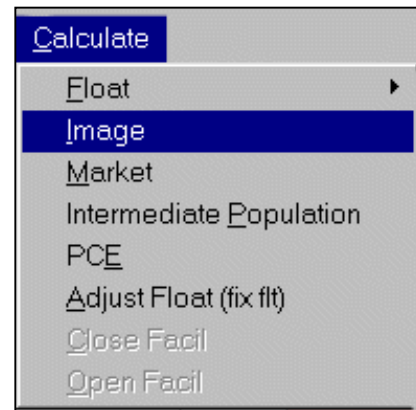 Calculate
Float
Image
Market
Intermediate Population
PCE
Adjust Float (fix flt)
Close Facil
Open Facil